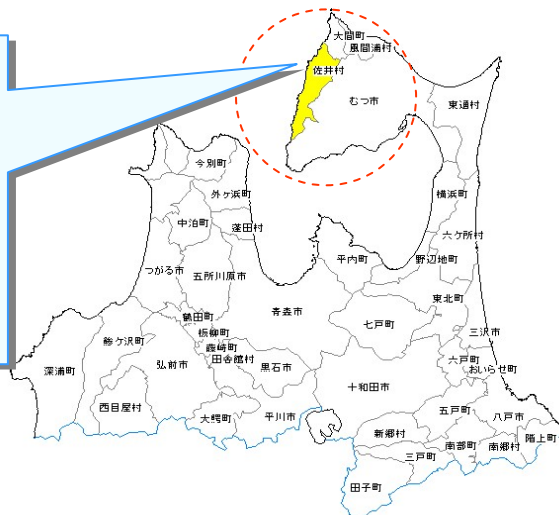 大間町
風間浦村
佐井村
むつ市
東通村
今別町
外ヶ浜町
中泊町
蓬田村
横浜町
六ケ所村
つがる市
五所川原市
平内町
野辺地町
東北町
青森市
七戸町
鶴田町
板柳町
三沢市
鯵ケ沢町
藤崎町
田舎館村
黒石市
六戸町
おいらせ町
深浦町
弘前市
十和田市
西目屋村
大鰐町
平川市
五戸町
八戸市
新郷村
南部町
南郷村
階上町
三戸町
田子町